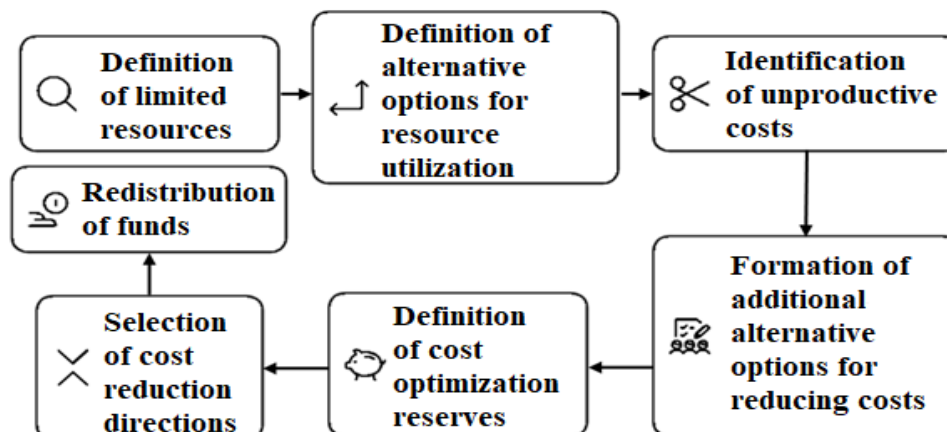 Definition
of limited
resources
Definition of
alternative
options for
resource
utilization
Identification
of unproductive
costs
Formation of
additional
alternative
options for
reducing costs
Definition
of cost
optimization
reserves
Selection
of cost
reduction
directions
Redistribution
of funds